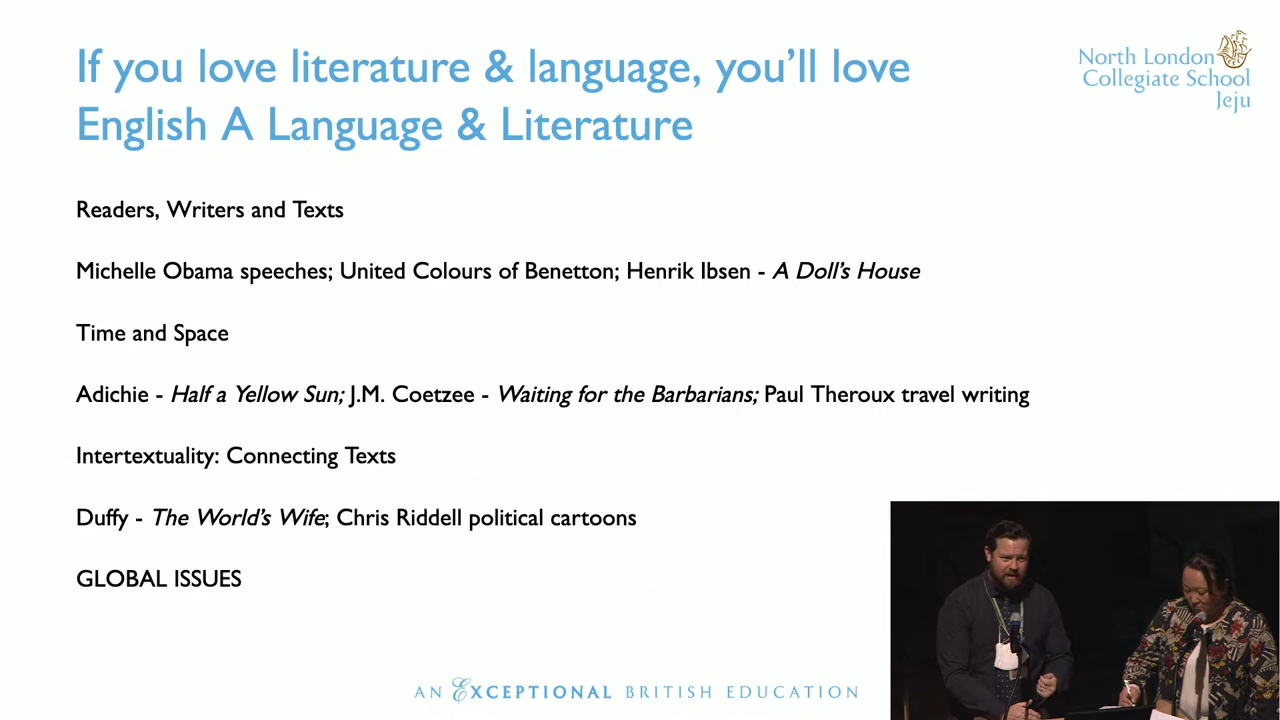 If you love literature & language, you'll love
English A Language & Literature
North London
Collegiate School
Jeju
Readers, Writers and Texts
Michelle Obama speeches; United Colours of Benetton; Henrik Ibsen - A Doll's House
Time and Space
Adichie - Half a Yellow Sun; J.M. Coetzee - Waiting for the Barbarians; Paul Theroux travel writing
Intertextuality: Connecting Texts
Duffy - The World's Wife; Chris Riddell political cartoons
GLOBAL ISSUES
AN EXCEPTIONAL BRITISH EDUCATION